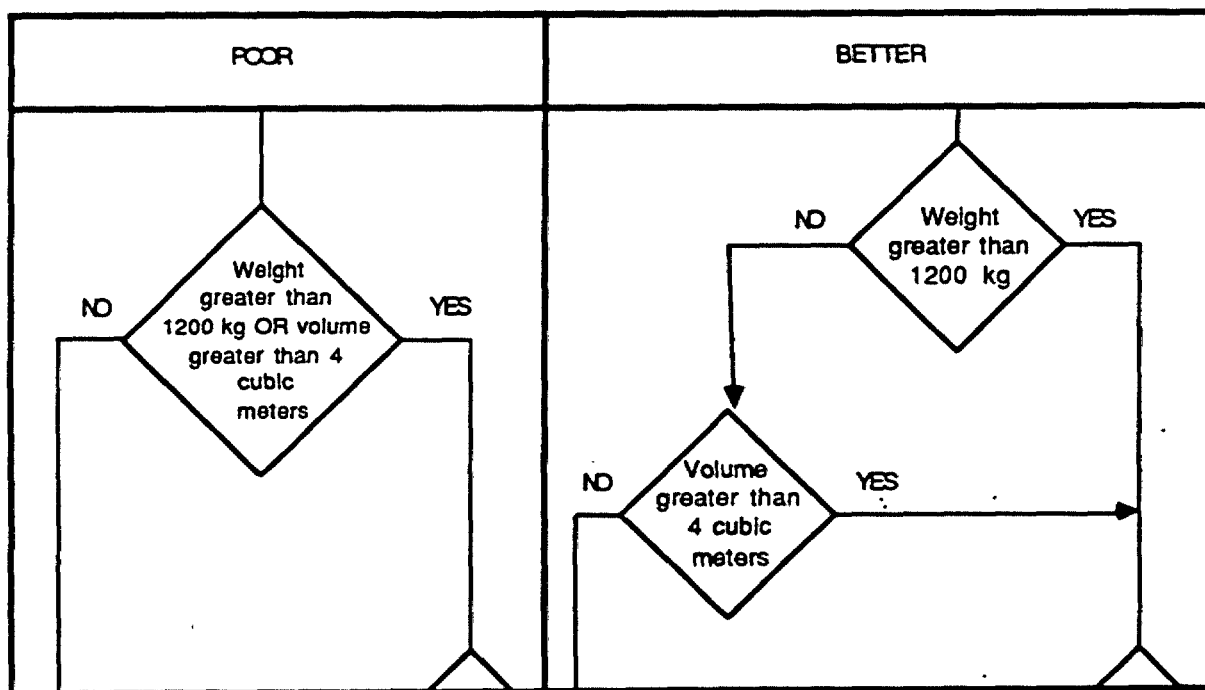 POOR
BETTER
Weight
greater than
1200 kg OR volume
greater than 4
cubic
meters
NO
YES
Weight
greater than
1200 kg
NO
YES
Volume
greater than
4 cubic
meters
NO
YES